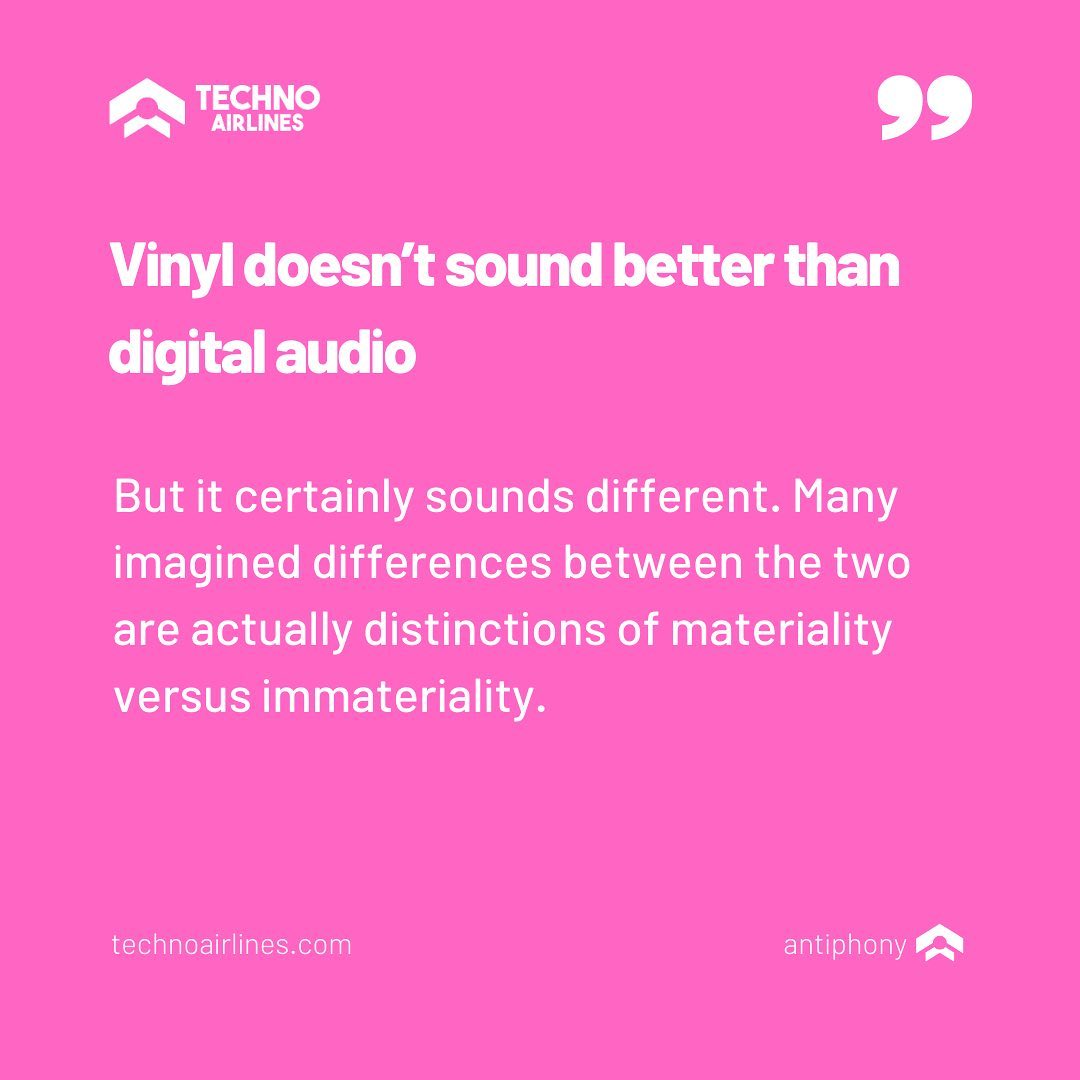 TECHNO
AIRLINES
”
Vinyl doesn’t sound better than
digital audio
But it certainly sounds different. Many
imagined differences between the two
are actually distinctions of materiality
versus immateriality.
technoairlines.com
antiphony